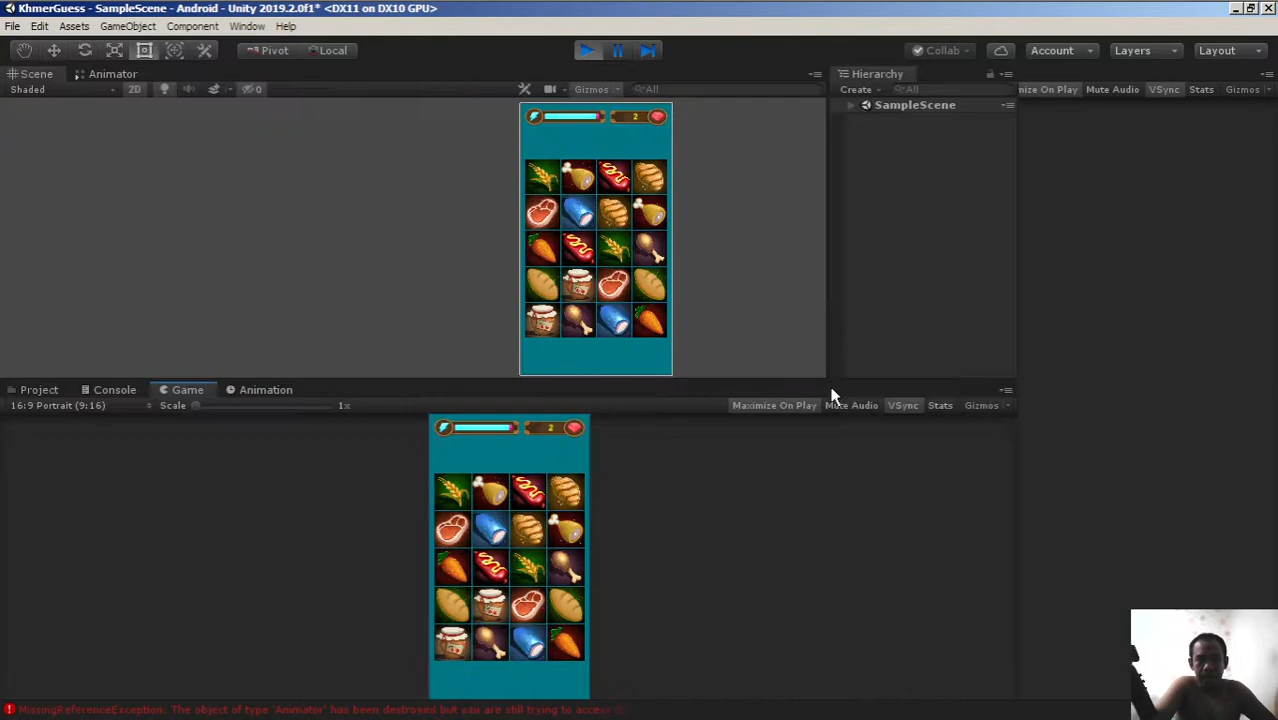 KhmerGuess - SampleScene - Android - Unity 2019.2.0f1* <DX11 on DX10 GPU>
File Edit Assets GameObject Component Window Help
Pivot Local Collab Account Layers Layout
Scene Animator Hierarchy
Shaded 2D 0 Gizmos All Create All Play Mute Audio VSync Stats Gizmos
SampleScene
2
Project Console Game Animation
16:9 Portrait (9:16) Scale 1x Maximize On Play Mute Audio VSync Stats Gizmos
2
MissingReferenceException: The object of type 'Animator' has been destroyed but you are still trying to access